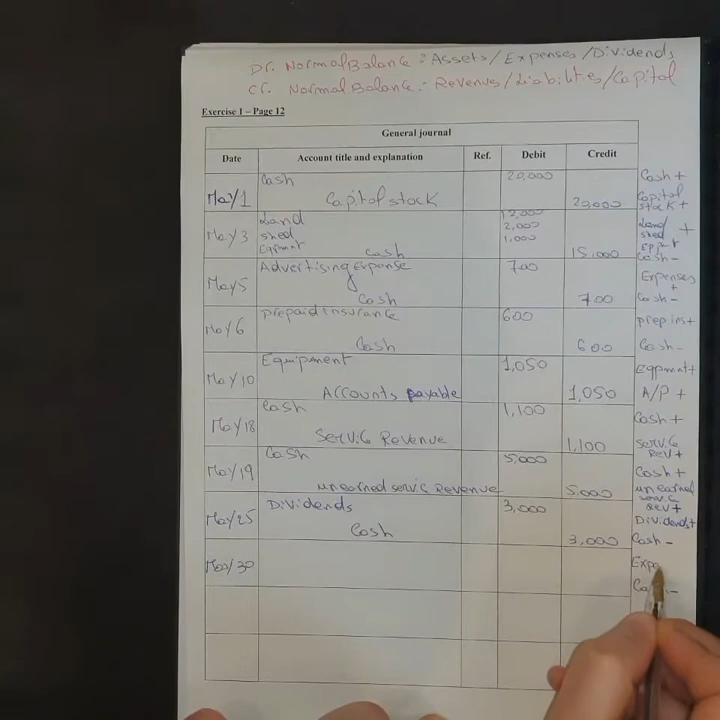 Dr. Normal Balance : Assets / Expenses / Dividends
Cr. Normal Balance : Revenus / Liabilities / Capital
Exercise 1 – Page 12
General journal
Date Account title and explanation Ref. Debit Credit
Cash 20,000 Cash +
May 1 Capital stock 20,000 Capital stock +
Land 12,000 Land
May 3 shed 2,000 shed +
Eqpmnt 1,000 Eppmt
Cash 15,000 Cash -
Advertising Expense 700 Expenses
May 5 +
Cash 700 Cash -
Prepaid insurance 600 prep ins +
May 6
Cash 600 Cash -
Equipment 1,050 Eqpmnt +
May 10
Accounts payable 1,050 A/P +
Cash 1,100 Cash +
May 18
Service Revenue 1,100 Service Rev +
Cash 5,000 Cash +
May 19
unearned service Revenue 5,000 unearned service Rev +
Dividends 3,000 Dividends +
May 25
Cash 3,000 Cash -
May 30 Expe
Ca -